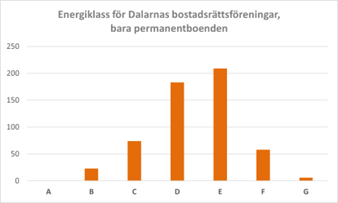 Energiklass för Dalarnas bostadsrättsföreningar,
bara permanentboenden
250
200
150
100
50
0
A B C D E F G